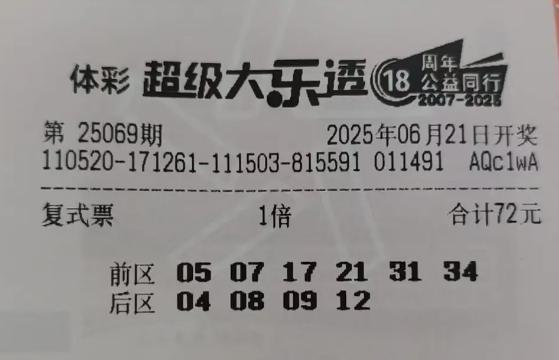 体彩 超级大乐透 18周年公益同行 2007-2025
第 25069期 2025年06月21日开奖
110520-171261-111503-815591 011491 AQc1wA
复式票 1倍 合计72元
前区 05 07 17 21 31 34
后区 04 08 09 12